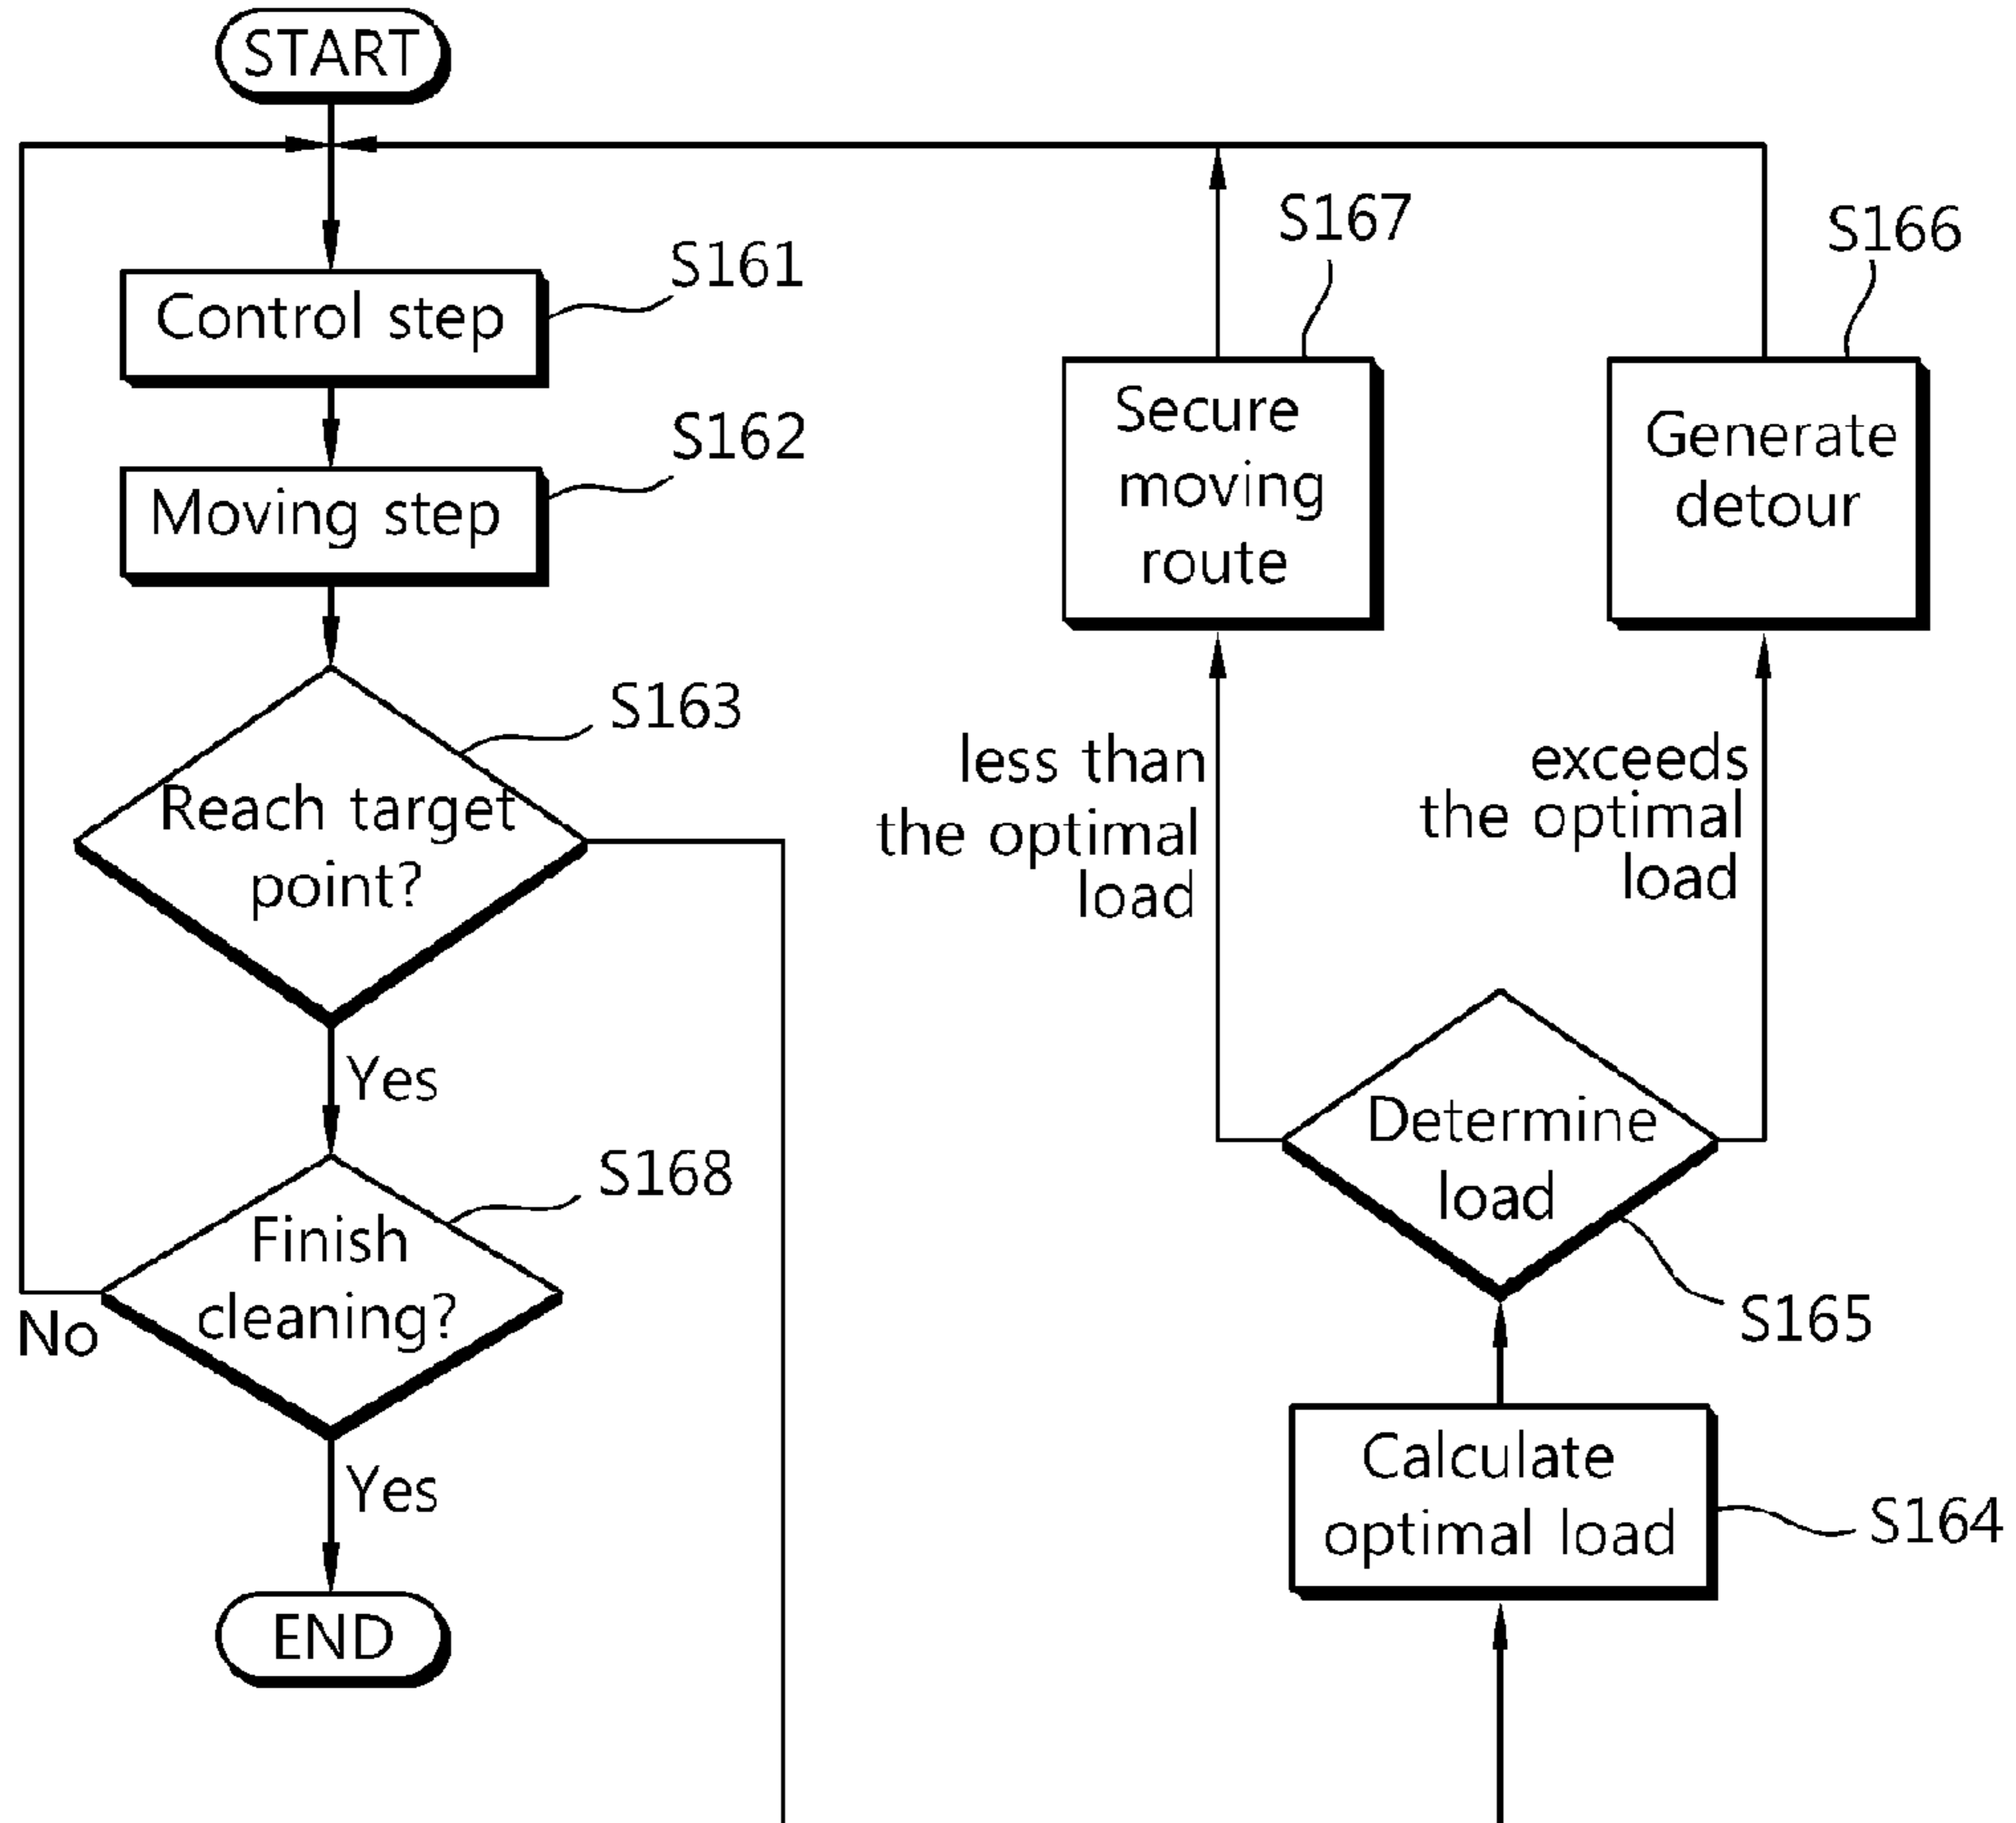 START
S161
Control step
S162
Moving step
S163
Reach target
point?
Yes
S168
Finish
cleaning?
No
Yes
END
S167
Secure
moving
route
S166
Generate
detour
less than
the optimal
load
exceeds
the optimal
load
Determine
load
S165
Calculate
optimal load
S164